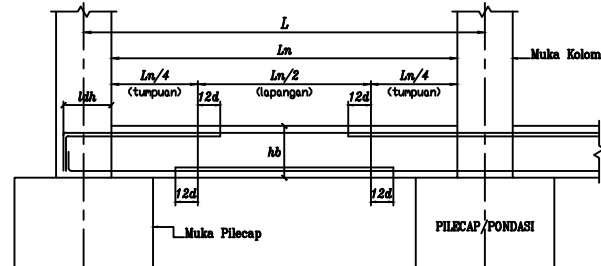 L
Ln
Muka Kolom
Ln/4
(tumpuan)
Ln/2
(lapangan)
Ln/4
(tumpuan)
ldh
12d
12d
hb
12d
12d
Muka Pilecap
PILECAP/PONDASI